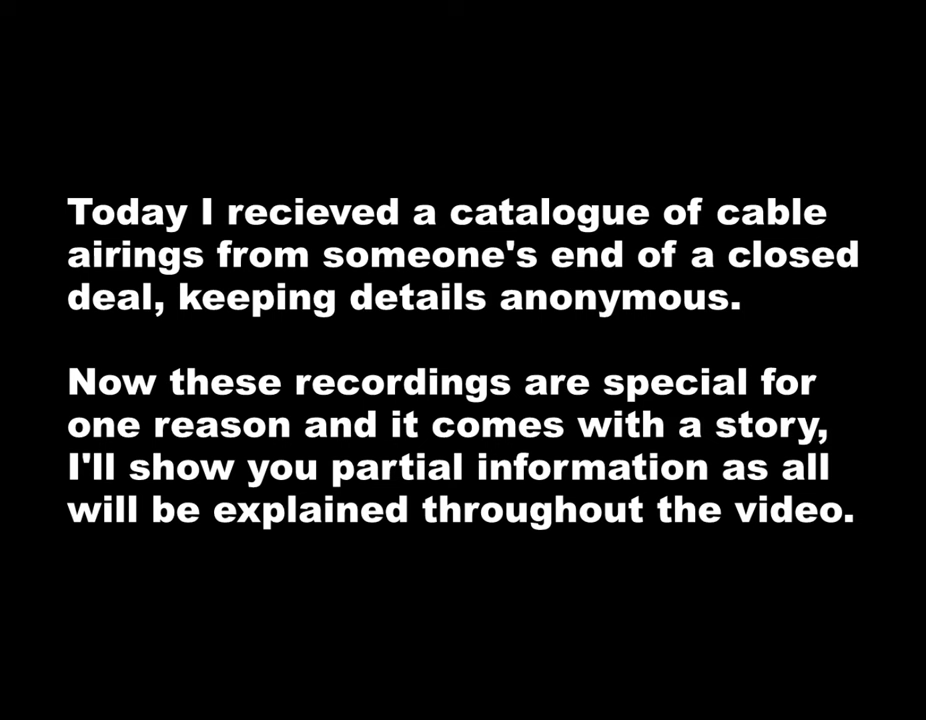 Today I recieved a catalogue of cable
airings from someone's end of a closed
deal, keeping details anonymous.
Now these recordings are special for
one reason and it comes with a story,
I'll show you partial information as all
will be explained throughout the video.